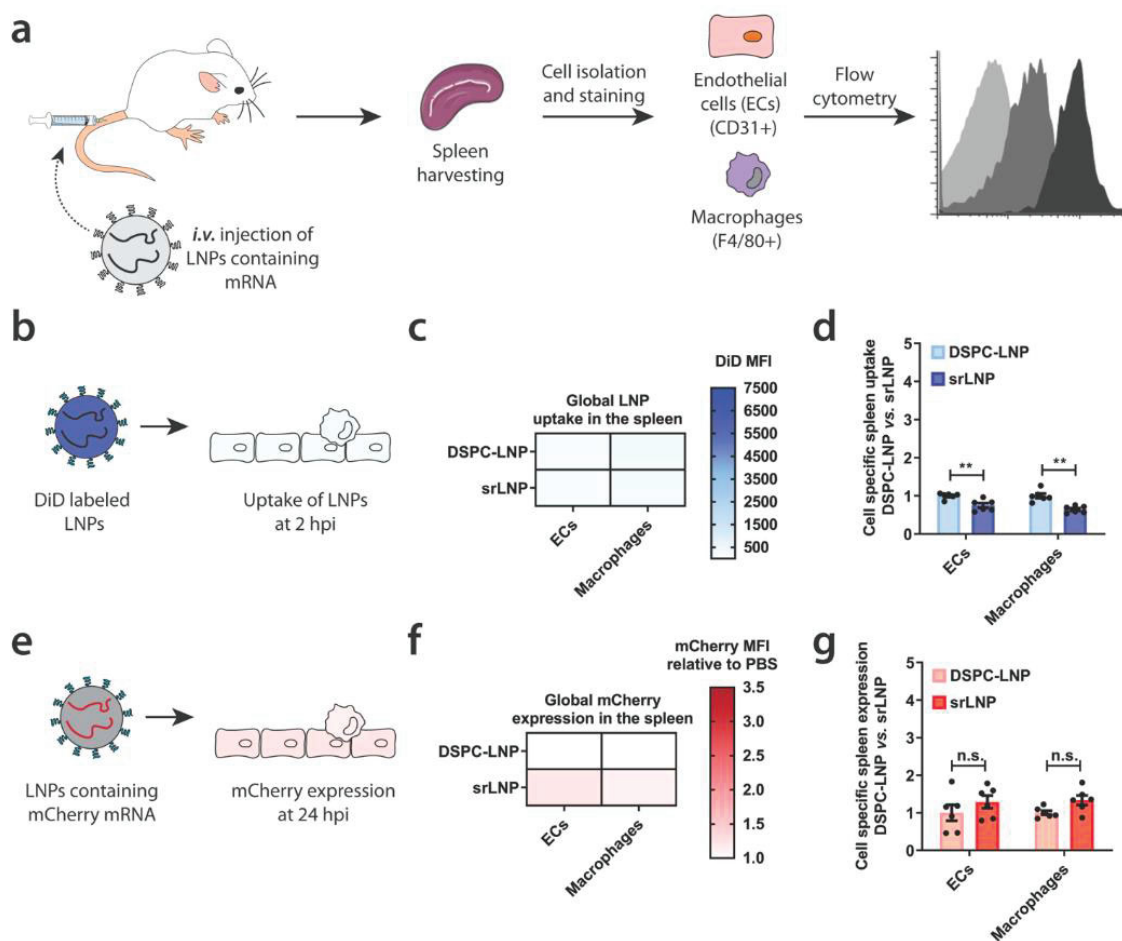 a
Spleen
harvesting
Cell isolation
and staining
Endothelial
cells (ECs)
(CD31+)
Macrophages
(F4/80+)
Flow
cytometry
i.v. injection of
LNPs containing
mRNA
b
DiD labeled
LNPs
Uptake of LNPs
at 2 hpi
c
Global LNP
uptake in the spleen
DSPC-LNP
srLNP
ECs
Macrophages
DiD MFI
7500
6500
5500
4500
3500
2500
1500
500
d
Cell specific spleen uptake
DSPC-LNP vs. srLNP
5
4
3
2
1
0
DSPC-LNP
srLNP
**
**
ECs
Macrophages
e
LNPs containing
mCherry mRNA
mCherry expression
at 24 hpi
f
Global mCherry
expression in the spleen
DSPC-LNP
srLNP
ECs
Macrophages
mCherry MFI
relative to PBS
3.5
3.0
2.5
2.0
1.5
1.0
g
Cell specific spleen expression
DSPC-LNP vs. srLNP
5
4
3
2
1
0
DSPC-LNP
srLNP
n.s.
n.s.
ECs
Macrophages